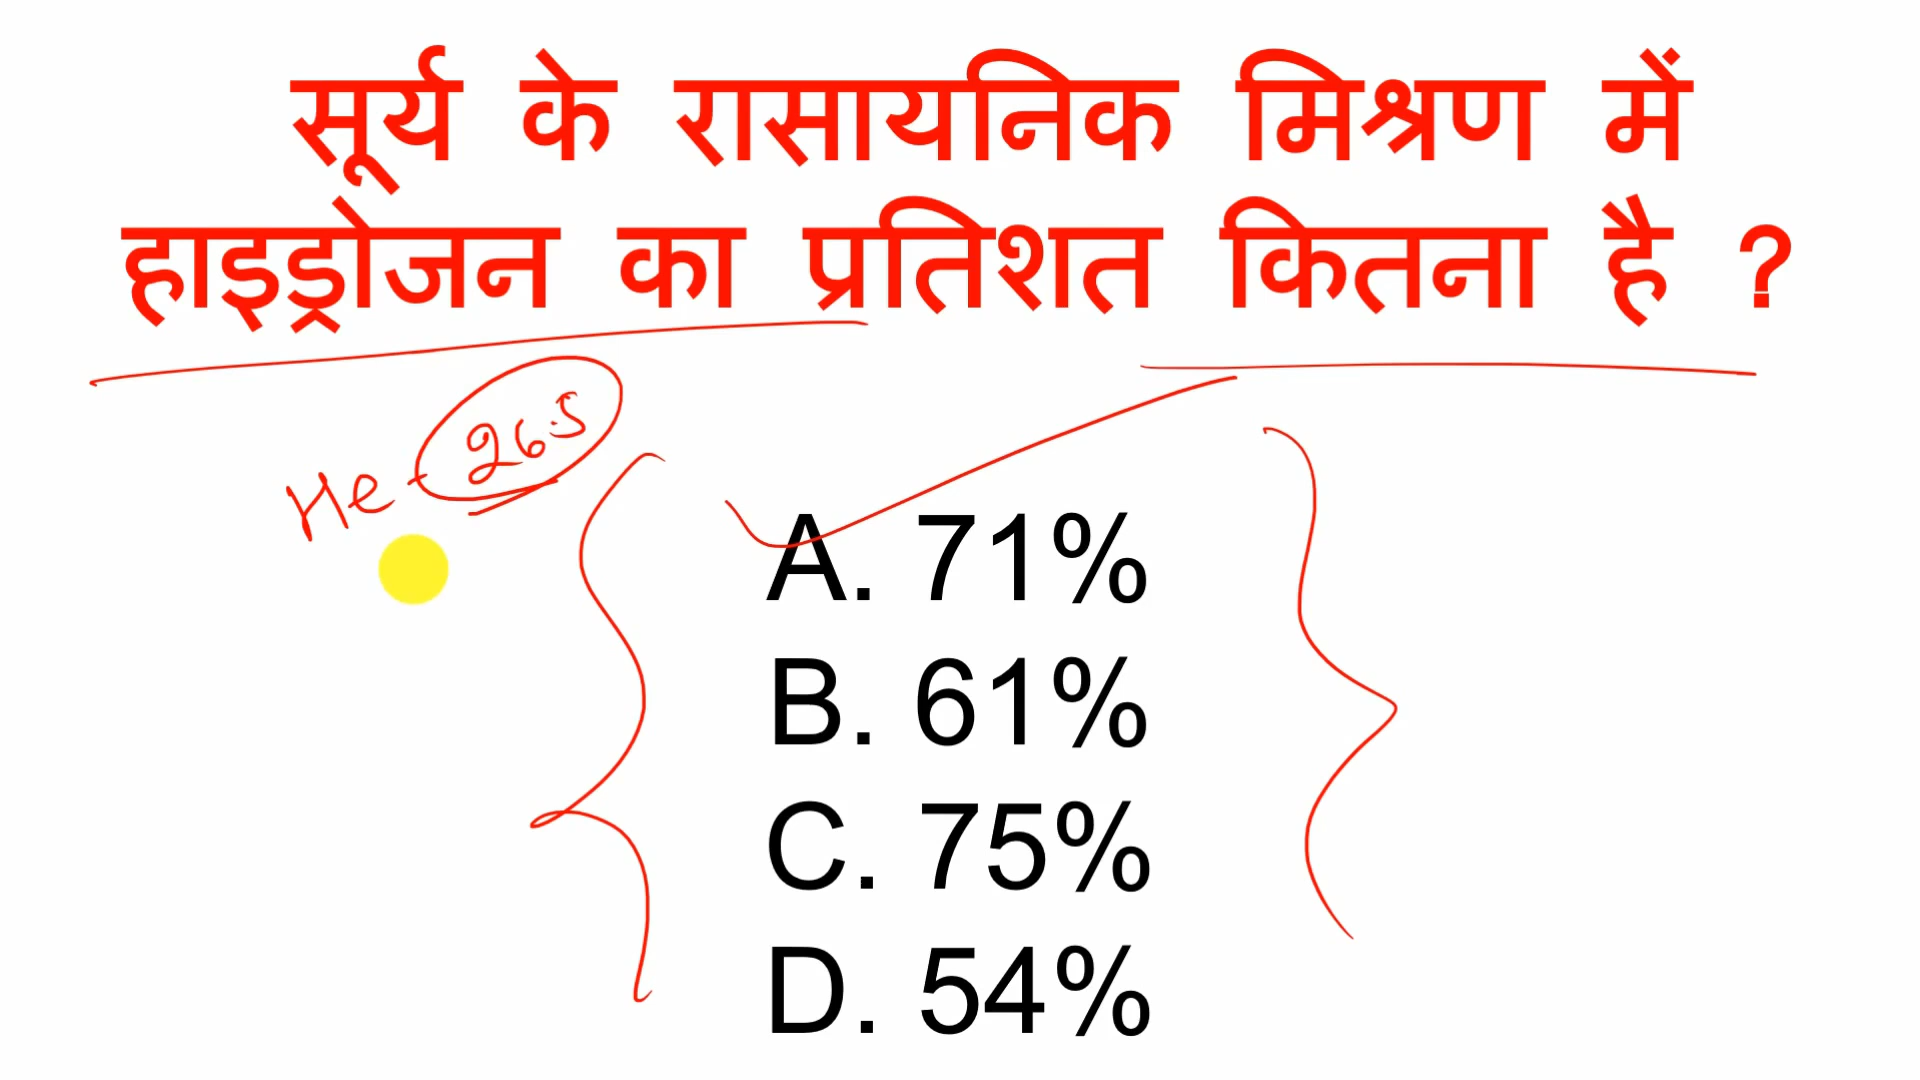 सूर्य के रासायनिक मिश्रण में
हाइड्रोजन का प्रतिशत कितना है ?
He - 26.5
A. 71%
B. 61%
C. 75%
D. 54%